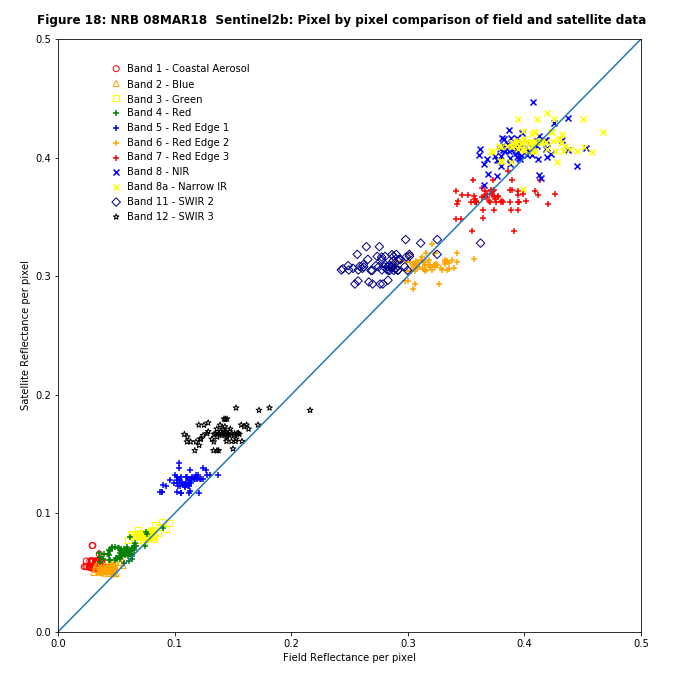 Figure 18: NRB 08MAR18  Sentinel2b: Pixel by pixel comparison of field and satellite data
0.5
Band 1 - Coastal Aerosol
Band 2 - Blue
Band 3 - Green
Band 4 - Red
Band 5 - Red Edge 1
Band 6 - Red Edge 2
Band 7 - Red Edge 3
Band 8 - NIR
Band 8a - Narrow IR
Band 11 - SWIR 2
Band 12 - SWIR 3
0.4
0.3
0.2
0.1
0.0
Satellite Reflectance per pixel
0.0 0.1 0.2 0.3 0.4 0.5
Field Reflectance per pixel